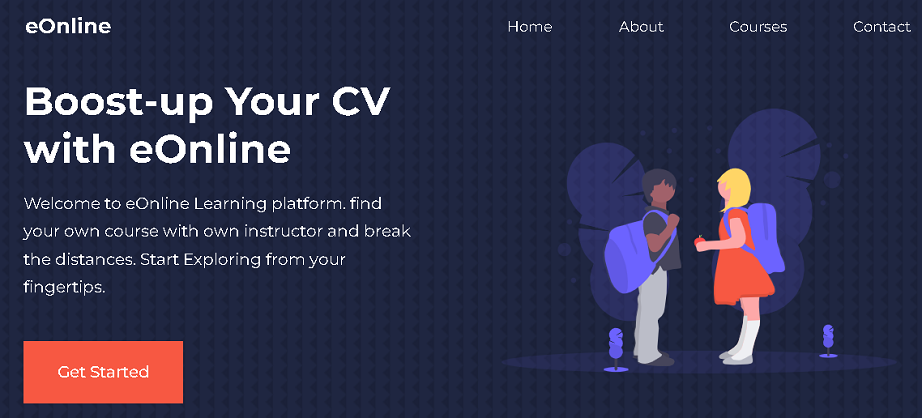 eOnline
Home
About
Courses
Contact
Boost-up Your CV
with eOnline
Welcome to eOnline Learning platform. find
your own course with own instructor and break
the distances. Start Exploring from your
fingertips.
Get Started